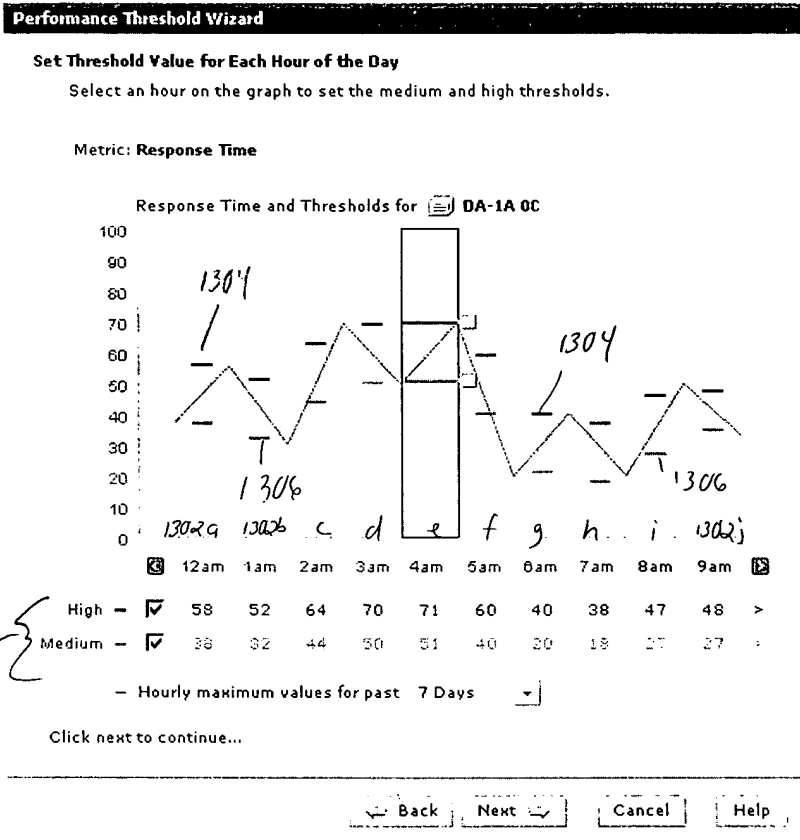 Performance Threshold Wizard
Set Threshold Value for Each Hour of the Day
Select an hour on the graph to set the medium and high thresholds.
Metric: Response Time
Response Time and Thresholds for DA-1A 0C
100
90
80
70
60
50
40
30
20
10
0
1304
1304
1306
1306
1302a 1302b c d e f g h i 1302j
12am 1am 2am 3am 4am 5am 6am 7am 8am 9am
High – 58 52 64 70 71 60 40 38 47 48 >
Medium – 38 32 44 50 51 40 20 18 27 27
– Hourly maximum values for past 7 Days
Click next to continue...
Back Next Cancel Help